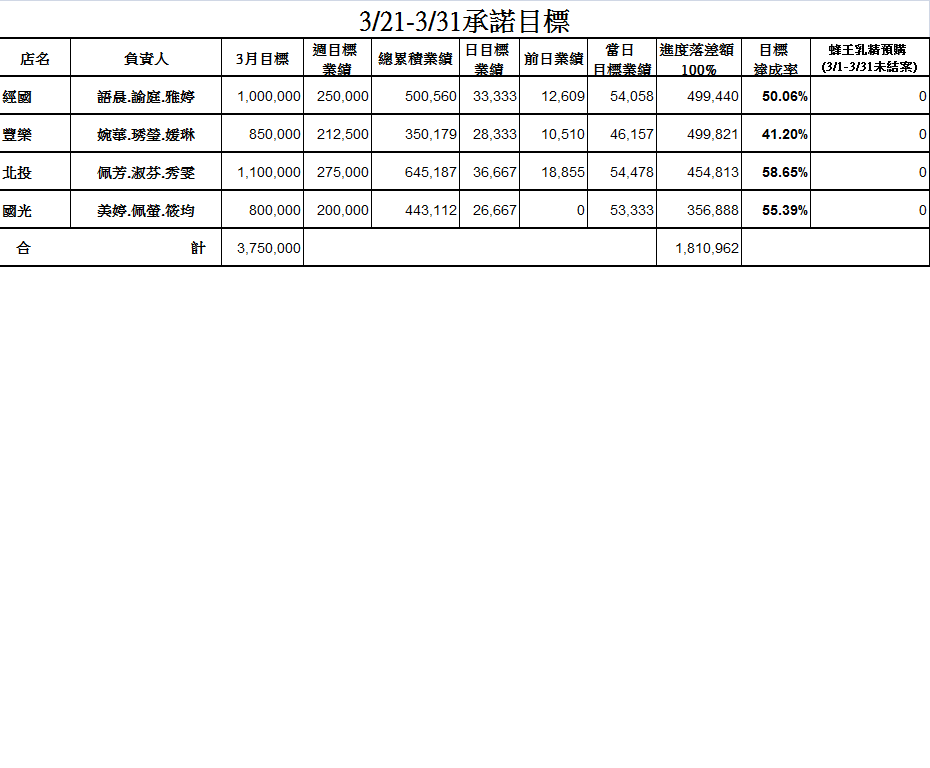 3/21-3/31承諾目標
店名 負責人 3月目標 週目標業績 總累積業績 日目標業績 前日業績 當日目標業績 進度落差額100% 目標達成率 蜂王乳精預購(3/1-3/31未結案)
經國 語晨.諭庭.雅婷 1,000,000 250,000 500,560 33,333 12,609 54,058 499,440 50.06% 0
豐樂 婉華.琇瑩.媛琳 850,000 212,500 350,179 28,333 10,510 46,157 499,821 41.20% 0
北投 佩芳.淑芬.秀雯 1,100,000 275,000 645,187 36,667 18,855 54,478 454,813 58.65% 0
國光 美婷.佩螢.筱均 800,000 200,000 443,112 26,667 0 53,333 356,888 55.39% 0
合計 3,750,000 1,810,962